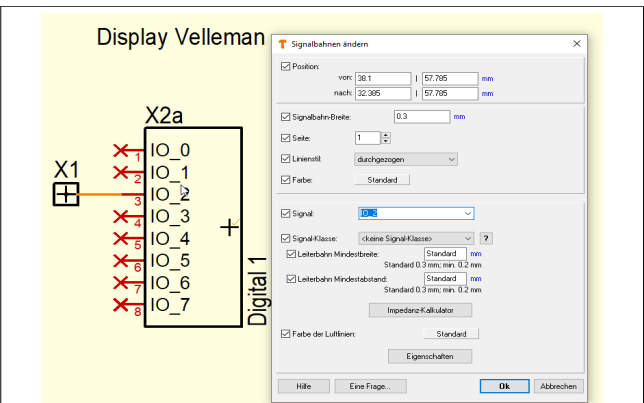 Display Velleman
X2a
X1
1 IO_0
2 IO_1
3 IO_2
4 IO_3
5 IO_4
6 IO_5
7 IO_6
8 IO_7
Digital 1
Signalbahnen ändern
Position:
von: 38.1 | 57.785 mm
nach: 32.385 | 57.785 mm
Signalbahn-Breite: 0.3 mm
Seite: 1
Linienstil: durchgezogen
Farbe: Standard
Signal: IO_2
Signal-Klasse: <keine Signal-Klasse> ?
Leiterbahn Mindestbreite: Standard mm
Standard 0.3 mm; min. 0.2 mm
Leiterbahn Mindestabstand: Standard mm
Standard 0.3 mm; min. 0.2 mm
Impedanz-Kalkulator
Farbe der Luftlinien: Standard
Eigenschaften
Hilfe Eine Frage... Ok Abbrechen